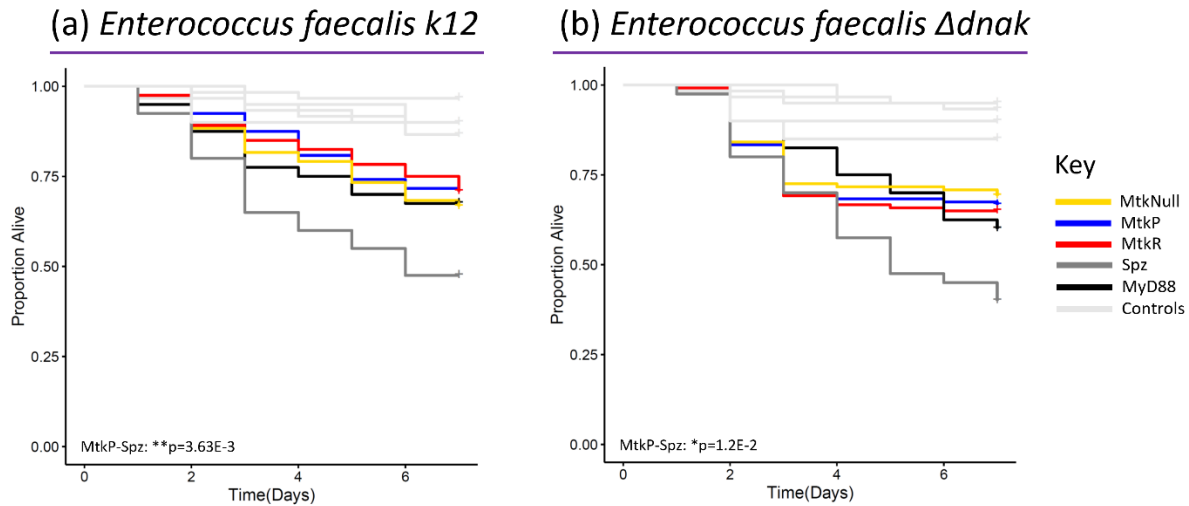 (a) Enterococcus faecalis k12
1.00
0.75
0.50
0.25
0.00
Proportion Alive
MtkP-Spz: **p=3.63E-3
0 2 4 6
Time(Days)
(b) Enterococcus faecalis Δdnak
1.00
0.75
0.50
0.25
0.00
Proportion Alive
MtkP-Spz: *p=1.2E-2
0 2 4 6
Time(Days)
Key
MtkNull
MtkP
MtkR
Spz
MyD88
Controls